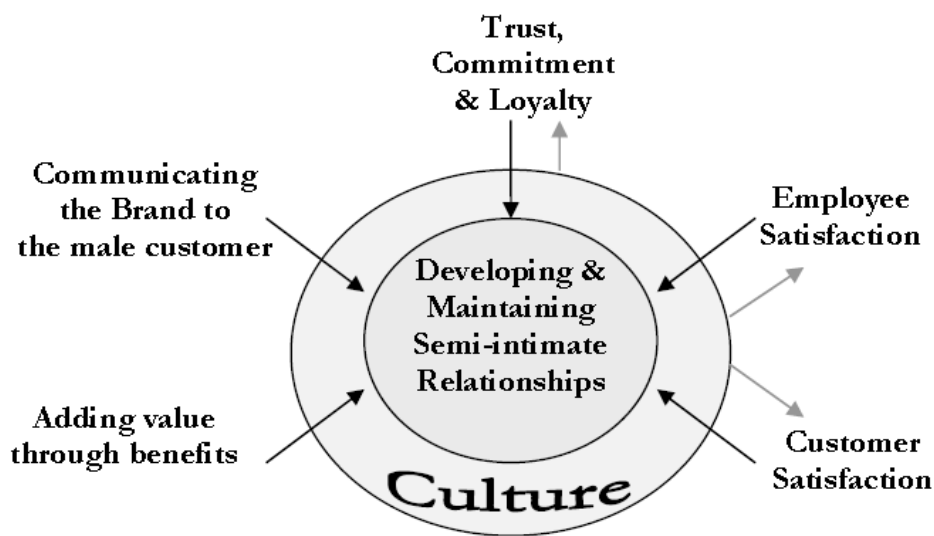 Trust,
Commitment
& Loyalty
Communicating
the Brand to
the male customer
Employee
Satisfaction
Developing &
Maintaining
Semi-intimate
Relationships
Adding value
through benefits
Customer
Satisfaction
Culture